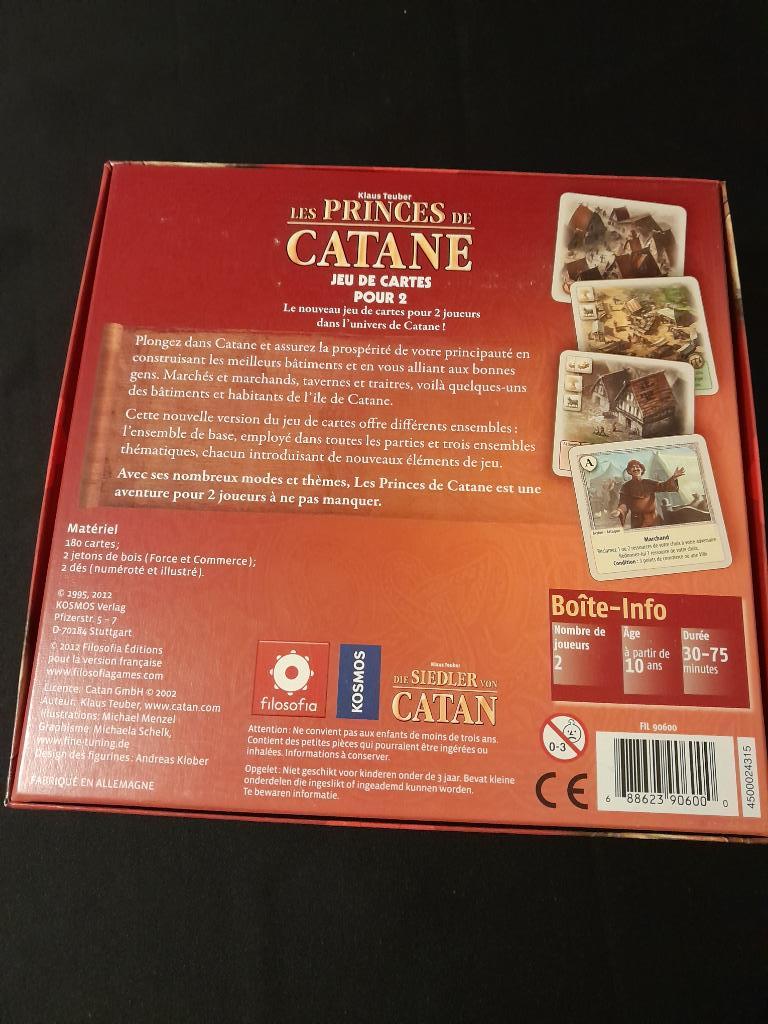 Klaus Teuber
LES PRINCES DE
CATANE
JEU DE CARTES
POUR 2
Le nouveau jeu de cartes pour 2 joueurs
dans l'univers de Catane !
Plongez dans Catane et assurez la prospérité de votre principauté en
construisant les meilleurs bâtiments et en vous alliant aux bonnes
gens. Marchés et marchands, tavernes et traitres, voilà quelques-uns
des bâtiments et habitants de l'île de Catane.
Cette nouvelle version du jeu de cartes offre différents ensembles :
l'ensemble de base, employé dans toutes les parties et trois ensembles
thématiques, chacun introduisant de nouveaux éléments de jeu.
Avec ses nombreux modes et thèmes, Les Princes de Catane est une
aventure pour 2 joueurs à ne pas manquer.
A
Marchand
Condition : 3 points de commerce ou une Ville
Matériel
180 cartes;
2 jetons de bois (Force et Commerce);
2 dés (numéroté et illustré).
© 1995, 2012
KOSMOS Verlag
Pfizerstr. 5 - 7
D-70184 Stuttgart
© 2012 Filosofia Éditions
pour la version française
www.filosofiagames.com
Licence: Catan GmbH © 2002
Auteur: Klaus Teuber, www.catan.com
Illustrations: Michael Menzel
Graphisme: Michaela Schelk,
www.fine-tuning.de
Design des figurines: Andreas Klober
FABRIQUÉ EN ALLEMAGNE
filosofia
KOSMOS
Klaus Teuber
DIE SIEDLER VON
CATAN
Attention: Ne convient pas aux enfants de moins de trois ans.
Contient des petites pièces qui pourraient être ingérées ou
inhalées. Informations à conserver.
Opgelet: Niet geschikt voor kinderen onder de 3 jaar. Bevat kleine
onderdelen die ingeslikt of ingeademd kunnen worden.
Te bewaren informatie.
Boîte-Info
Nombre de
joueurs
2
Âge
à partir de
10 ans
Durée
30-75
minutes
0-3
CE
FIL 90600
6 88623 90600 0
4500024315